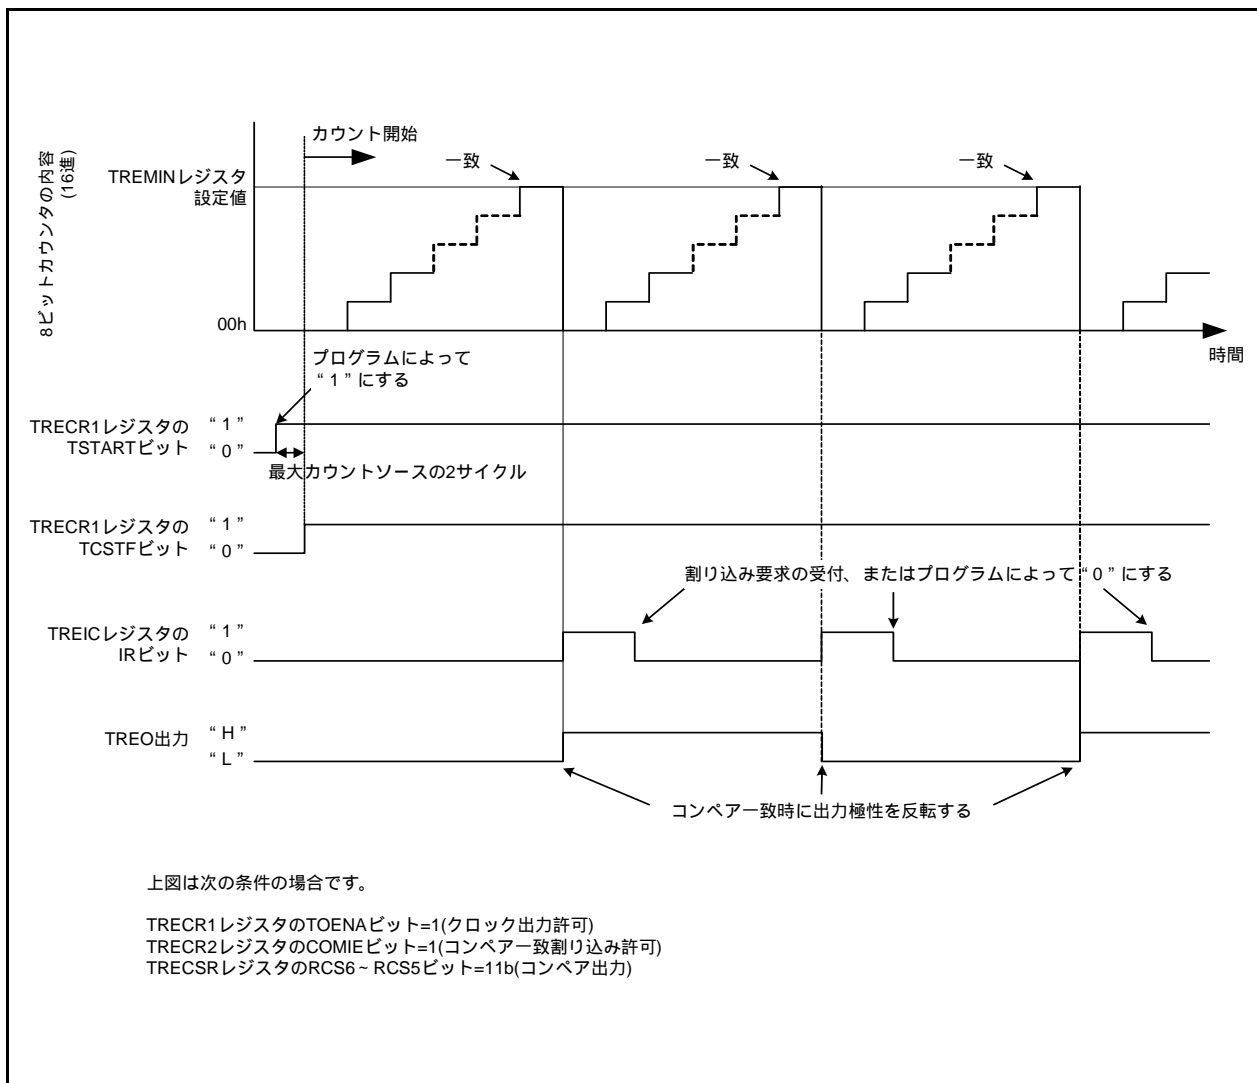 8ビットカウンタの内容
(16進)
カウント開始
一致
一致
一致
TREMINレジスタ
設定値
00h
時間
プログラムによって
“ 1 ” にする
TRECR1レジスタの
TSTARTビット
“ 1 ”
“ 0 ”
最大カウントソースの2サイクル
TRECR1レジスタの
TCSTFビット
“ 1 ”
“ 0 ”
割り込み要求の受付、またはプログラムによって “ 0 ” にする
TREICレジスタの
IRビット
“ 1 ”
“ 0 ”
TREO出力
“ H ”
“ L ”
コンペア一致時に出力極性を反転する
上図は次の条件の場合です。
TRECR1レジスタのTOENAビット=1(クロック出力許可)
TRECR2レジスタのCOMIEビット=1(コンペア一致割り込み許可)
TRECSRレジスタのRCS6 ~ RCS5ビット=11b(コンペア出力)